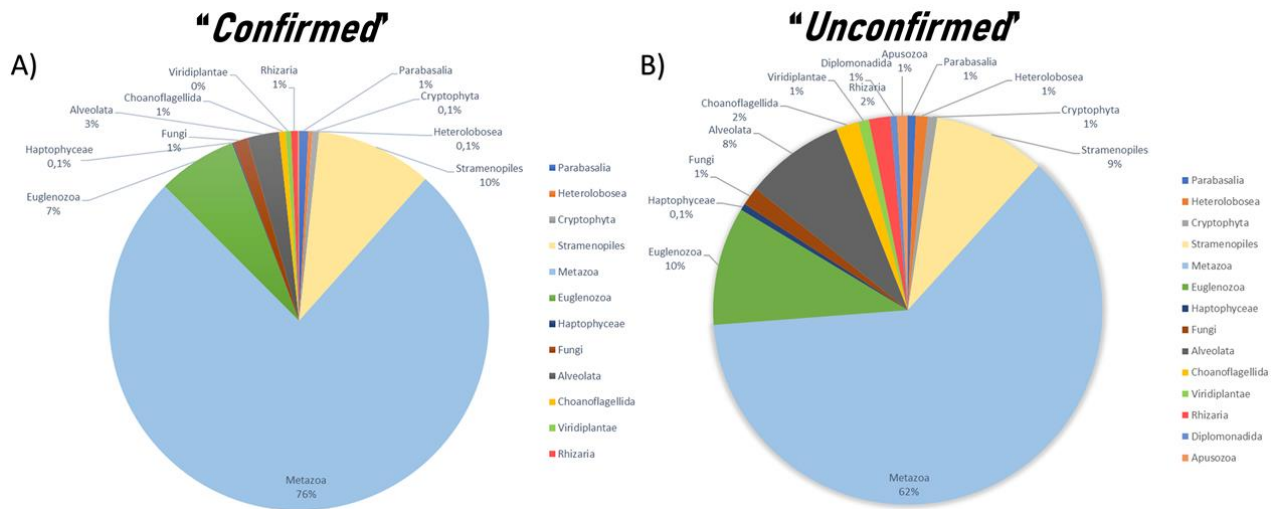 "Confirmed"
A)
Viridiplantae
0%
Rhizaria
1%
Parabasalia
1%
Cryptophyta
0,1%
Heterolobosea
0,1%
Stramenopiles
10%
Choanoflagellida
1%
Alveolata
3%
Fungi
1%
Haptophyceae
0,1%
Euglenozoa
7%
Metazoa
76%
Parabasalia
Heterolobosea
Cryptophyta
Stramenopiles
Metazoa
Euglenozoa
Haptophyceae
Fungi
Alveolata
Choanoflagellida
Viridiplantae
Rhizaria
"Unconfirmed"
B)
Apusozoa
1%
Diplomonadida
1%
Parabasalia
1%
Heterolobosea
1%
Viridiplantae
1%
Rhizaria
2%
Cryptophyta
1%
Choanoflagellida
2%
Stramenopiles
9%
Alveolata
8%
Fungi
1%
Haptophyceae
0,1%
Euglenozoa
10%
Metazoa
62%
Parabasalia
Heterolobosea
Cryptophyta
Stramenopiles
Metazoa
Euglenozoa
Haptophyceae
Fungi
Alveolata
Choanoflagellida
Viridiplantae
Rhizaria
Diplomonadida
Apusozoa